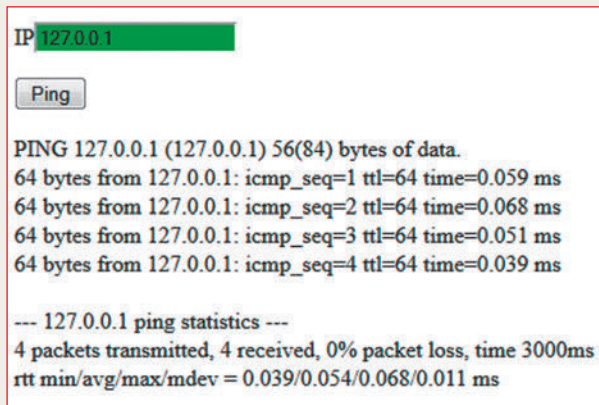 IP 127.0.0.1
Ping
PING 127.0.0.1 (127.0.0.1) 56(84) bytes of data.
64 bytes from 127.0.0.1: icmp_seq=1 ttl=64 time=0.059 ms
64 bytes from 127.0.0.1: icmp_seq=2 ttl=64 time=0.068 ms
64 bytes from 127.0.0.1: icmp_seq=3 ttl=64 time=0.051 ms
64 bytes from 127.0.0.1: icmp_seq=4 ttl=64 time=0.039 ms
--- 127.0.0.1 ping statistics ---
4 packets transmitted, 4 received, 0% packet loss, time 3000ms
rtt min/avg/max/mdev = 0.039/0.054/0.068/0.011 ms